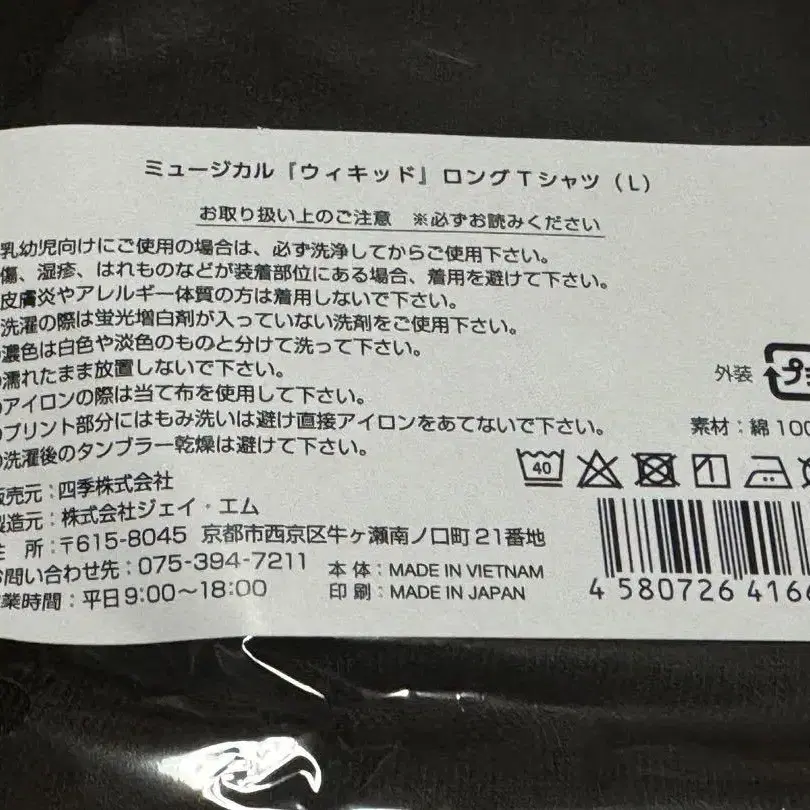 ミュージカル『ウィキッド』ロングTシャツ（L）
お取り扱い上のご注意 ※必ずお読みください
乳幼児向けにご使用の場合は、必ず洗浄してからご使用下さい。
傷、湿疹、はれものなどが装着部位にある場合、着用を避けて下さい。
皮膚炎やアレルギー体質の方は着用しないで下さい。
洗濯の際は蛍光増白剤が入っていない洗剤をご使用下さい。
濃色は白色や淡色のものと分けて洗って下さい。
濡れたまま放置しないで下さい。
アイロンの際は当て布を使用して下さい。
プリント部分にはもみ洗いは避け直接アイロンをあてないで下さい。
洗濯後のタンブラー乾燥は避けて下さい。
外装 プ
素材：綿 100
40
販売元：四季株式会社
製造元：株式会社ジェイ・エム
住 所：〒615-8045 京都市西京区牛ヶ瀬南ノ口町21番地
お問い合わせ先：075-394-7211
営業時間：平日9:00～18:00
本体：MADE IN VIETNAM
印刷：MADE IN JAPAN
4 580726 4166